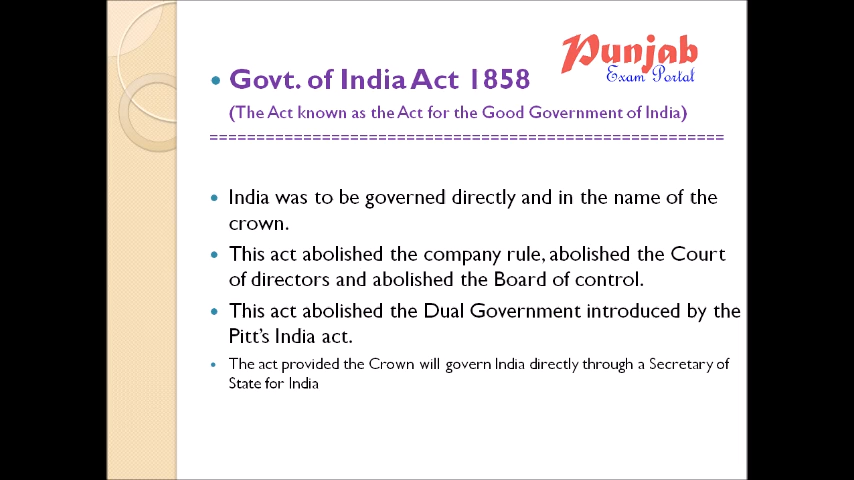 Punjab
Exam Portal
• Govt. of India Act 1858
(The Act known as the Act for the Good Government of India)
=======================================================
• India was to be governed directly and in the name of the
crown.
• This act abolished the company rule, abolished the Court
of directors and abolished the Board of control.
• This act abolished the Dual Government introduced by the
Pitt's India act.
• The act provided the Crown will govern India directly through a Secretary of
State for India